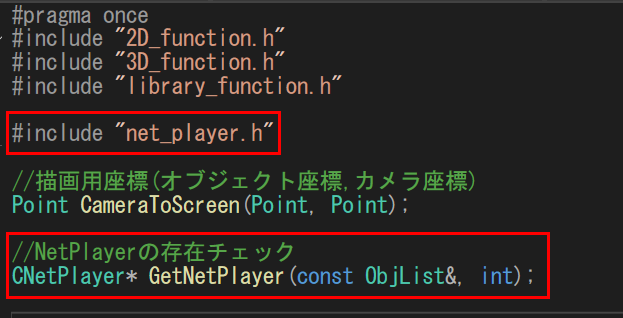 #pragma once
#include "2D_function.h"
#include "3D_function.h"
#include "library_function.h"
#include "net_player.h"
//描画用座標(オブジェクト座標,カメラ座標)
Point CameraToScreen(Point, Point);
//NetPlayerの存在チェック
CNetPlayer* GetNetPlayer(const ObjList&, int);